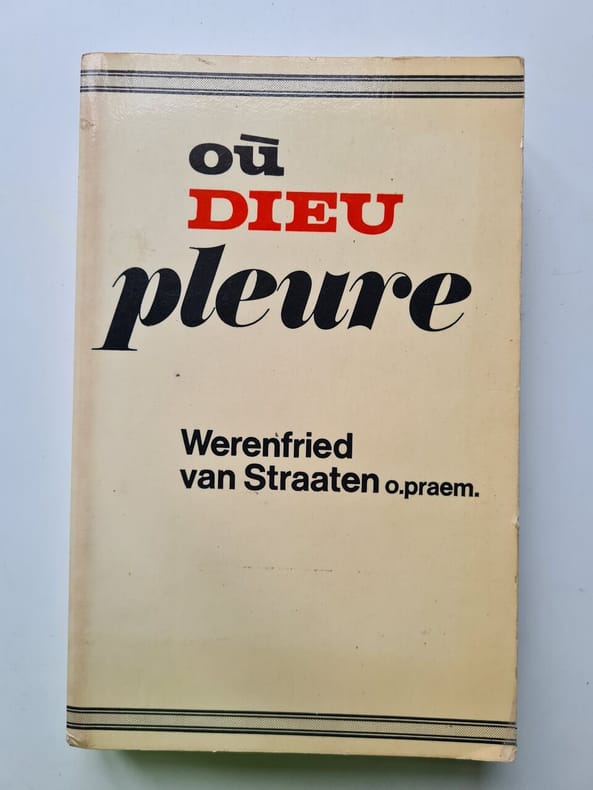 où
DIEU
pleure
Werenfried
van Straaten o.praem.